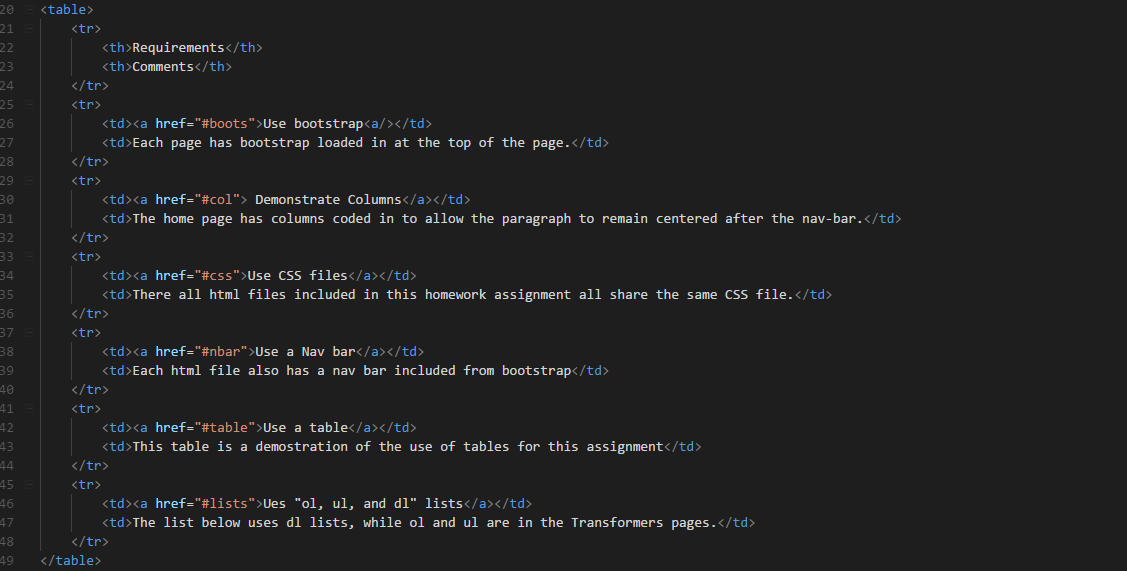 20 <table>
21     <tr>
22         <th>Requirements</th>
23         <th>Comments</th>
24     </tr>
25     <tr>
26         <td><a href="#boots">Use bootstrap<a/></td>
27         <td>Each page has bootstrap loaded in at the top of the page.</td>
28     </tr>
29     <tr>
30         <td><a href="#col"> Demonstrate Columns</a></td>
31         <td>The home page has columns coded in to allow the paragraph to remain centered after the nav-bar.</td>
32     </tr>
33     <tr>
34         <td><a href="#css">Use CSS files</a></td>
35         <td>There all html files included in this homework assignment all share the same CSS file.</td>
36     </tr>
37     <tr>
38         <td><a href="#nbar">Use a Nav bar</a></td>
39         <td>Each html file also has a nav bar included from bootstrap</td>
40     </tr>
41     <tr>
42         <td><a href="#table">Use a table</a></td>
43         <td>This table is a demostration of the use of tables for this assignment</td>
44     </tr>
45     <tr>
46         <td><a href="#lists">Ues "ol, ul, and dl" lists</a></td>
47         <td>The list below uses dl lists, while ol and ul are in the Transformers pages.</td>
48     </tr>
49 </table>